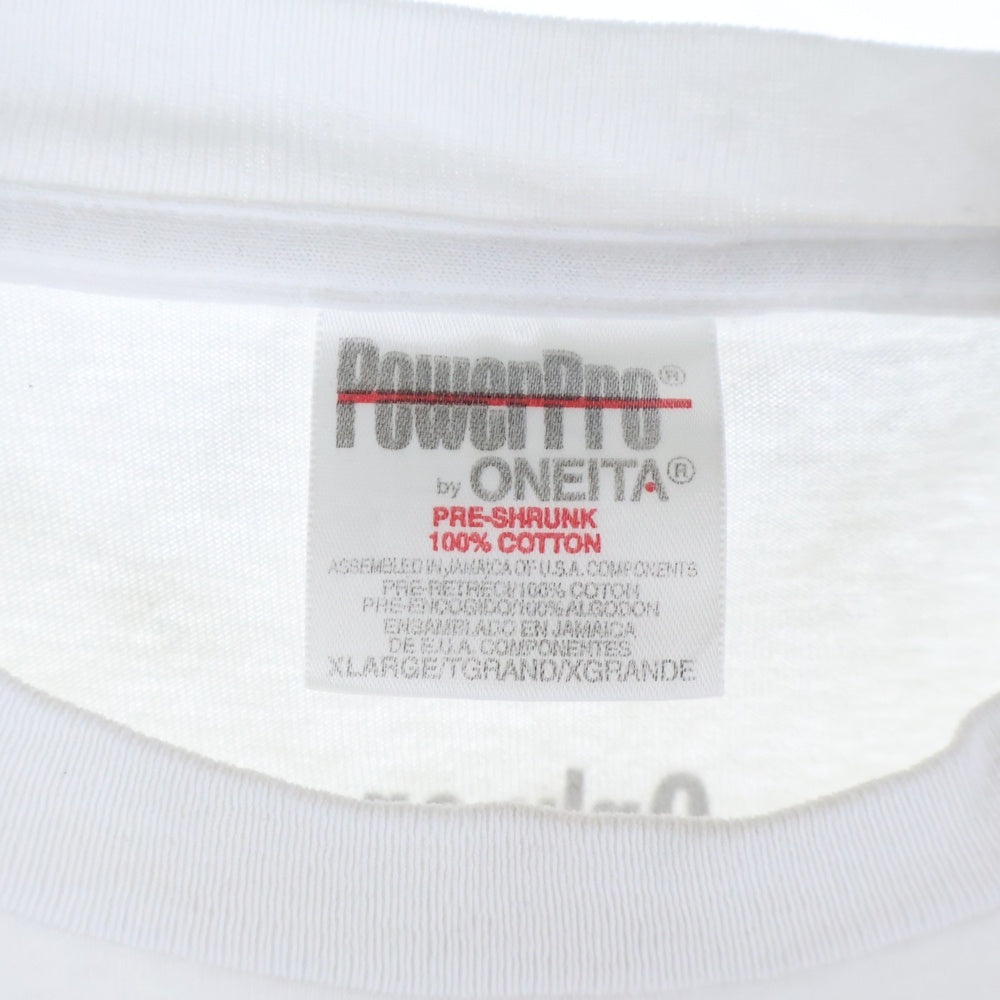 PowerPro®
by ONEITA®
PRE-SHRUNK
100% COTTON
ASSEMBLED IN JAMAICA OF U.S.A. COMPONENTS
PRE-RETRÉCI/100% COTON
PRE-ENCOGIDO/100% ALGODON
ENSAMBLADO EN JAMAICA
DE E.U.A. COMPONENTES
XLARGE/TGRAND/XGRANDE